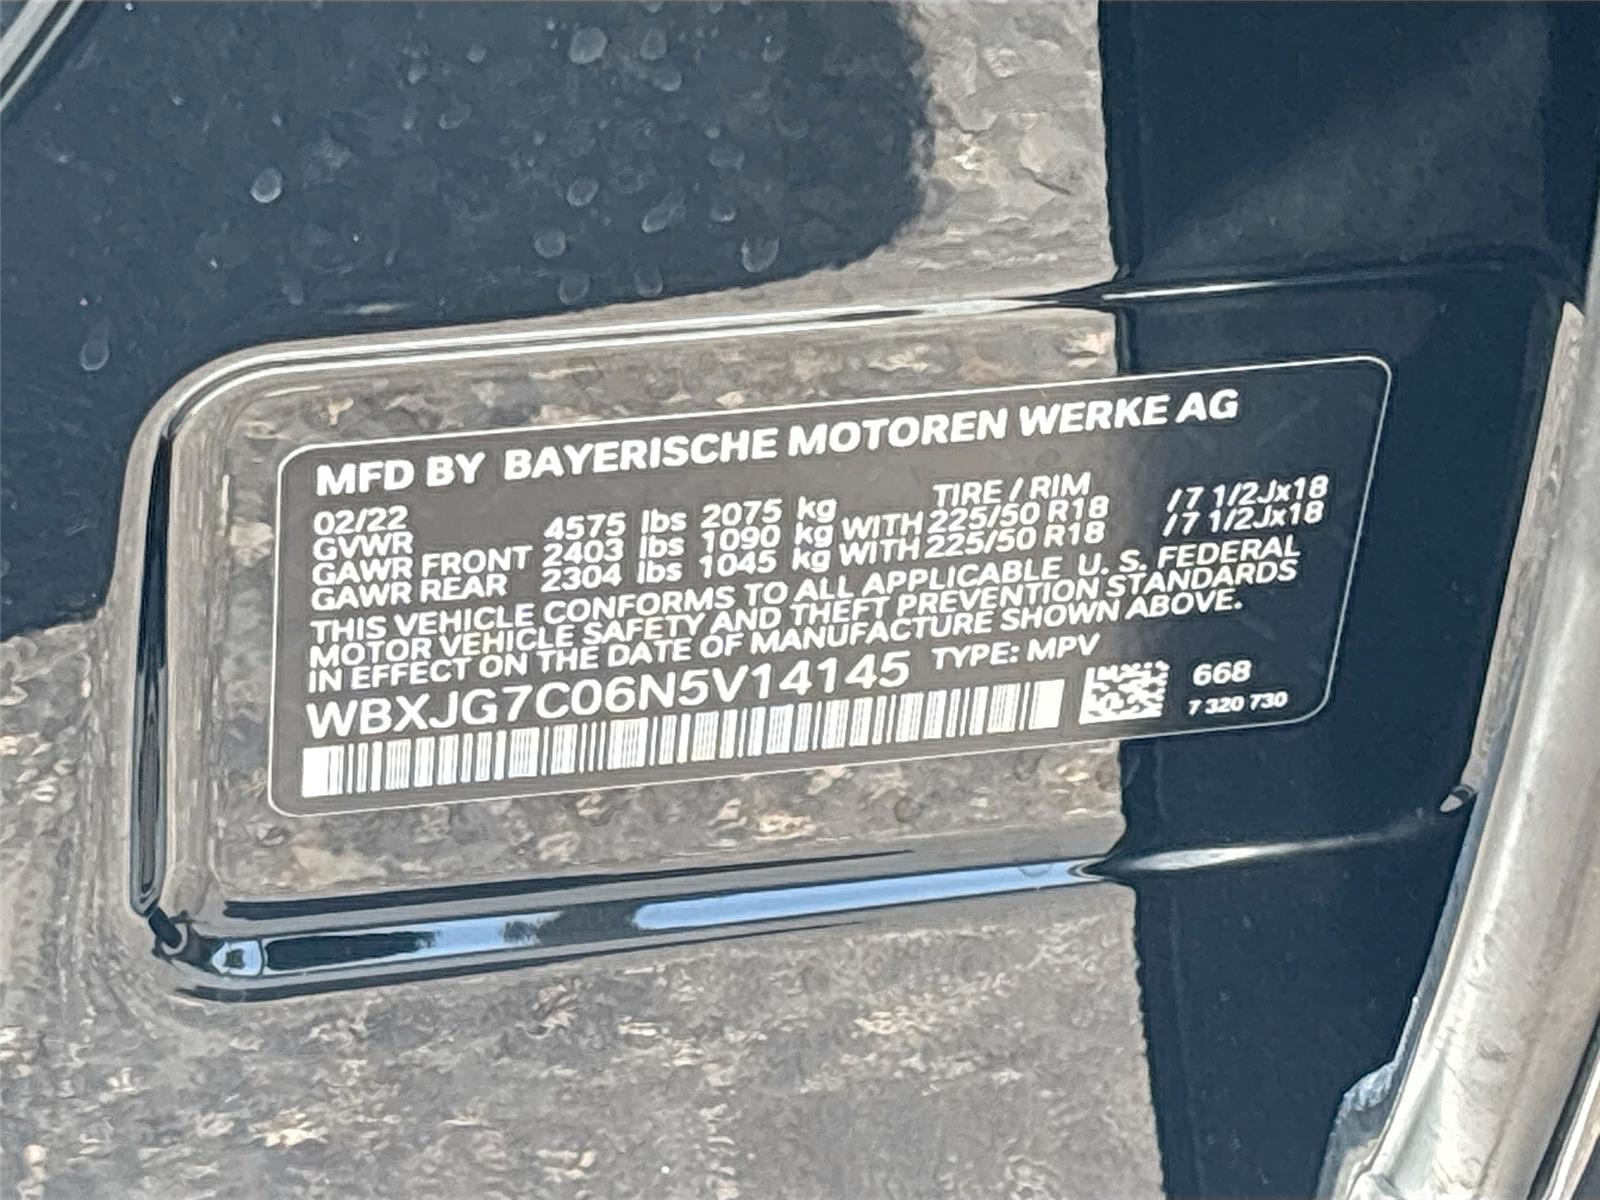 MFD BY BAYERISCHE MOTOREN WERKE AG
02/22 TIRE / RIM
GVWR 4575 lbs 2075 kg
GAWR FRONT 2403 lbs 1090 kg WITH 225/50 R18 /7 1/2Jx18
GAWR REAR 2304 lbs 1045 kg WITH 225/50 R18 /7 1/2Jx18
THIS VEHICLE CONFORMS TO ALL APPLICABLE U. S. FEDERAL
MOTOR VEHICLE SAFETY AND THEFT PREVENTION STANDARDS
IN EFFECT ON THE DATE OF MANUFACTURE SHOWN ABOVE.
WBXJG7C06N5V14145 TYPE: MPV
668
7 320 730